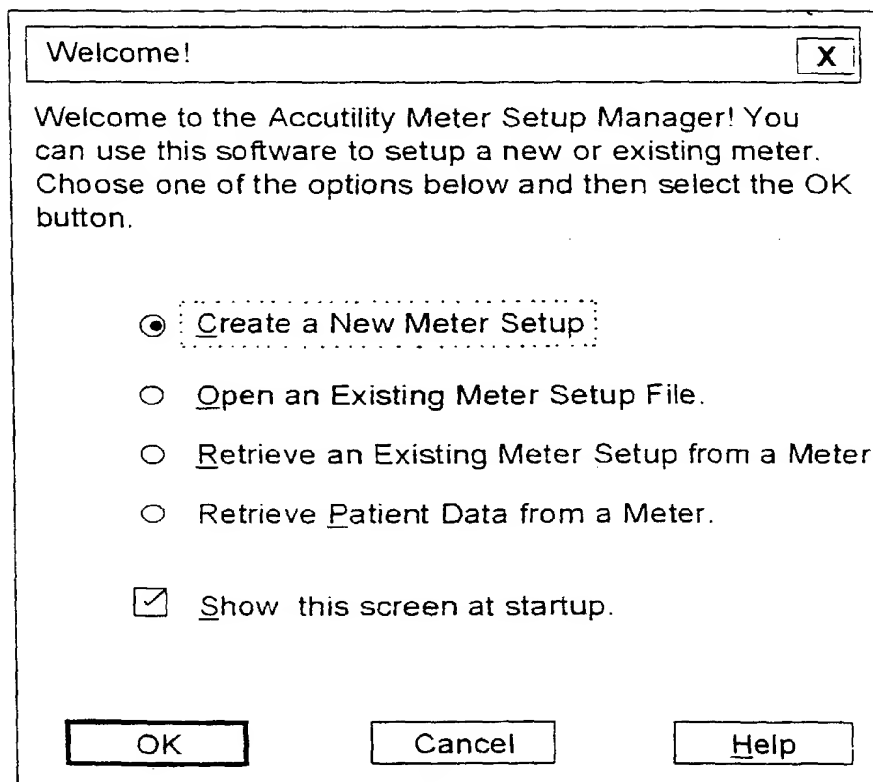 Welcome!
X
Welcome to the Accutility Meter Setup Manager! You
can use this software to setup a new or existing meter.
Choose one of the options below and then select the OK
button.
Create a New Meter Setup
Open an Existing Meter Setup File.
Retrieve an Existing Meter Setup from a Meter
Retrieve Patient Data from a Meter.
Show this screen at startup.
OK
Cancel
Help